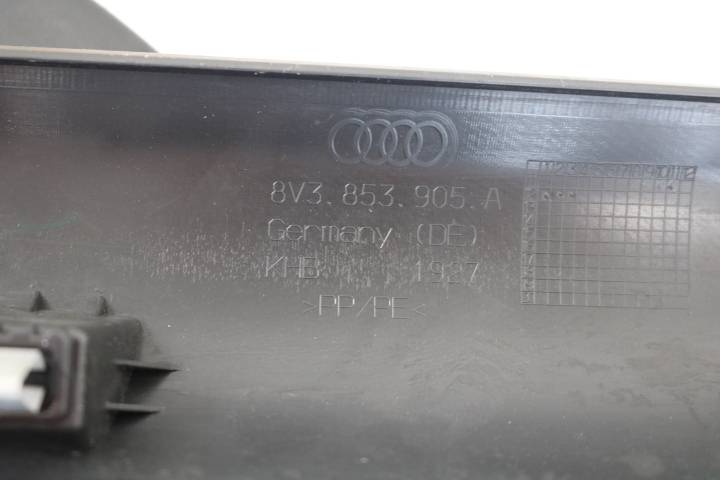 8V3.853.905.A
Germany (DE)
KHB 1927
>PP/PE<